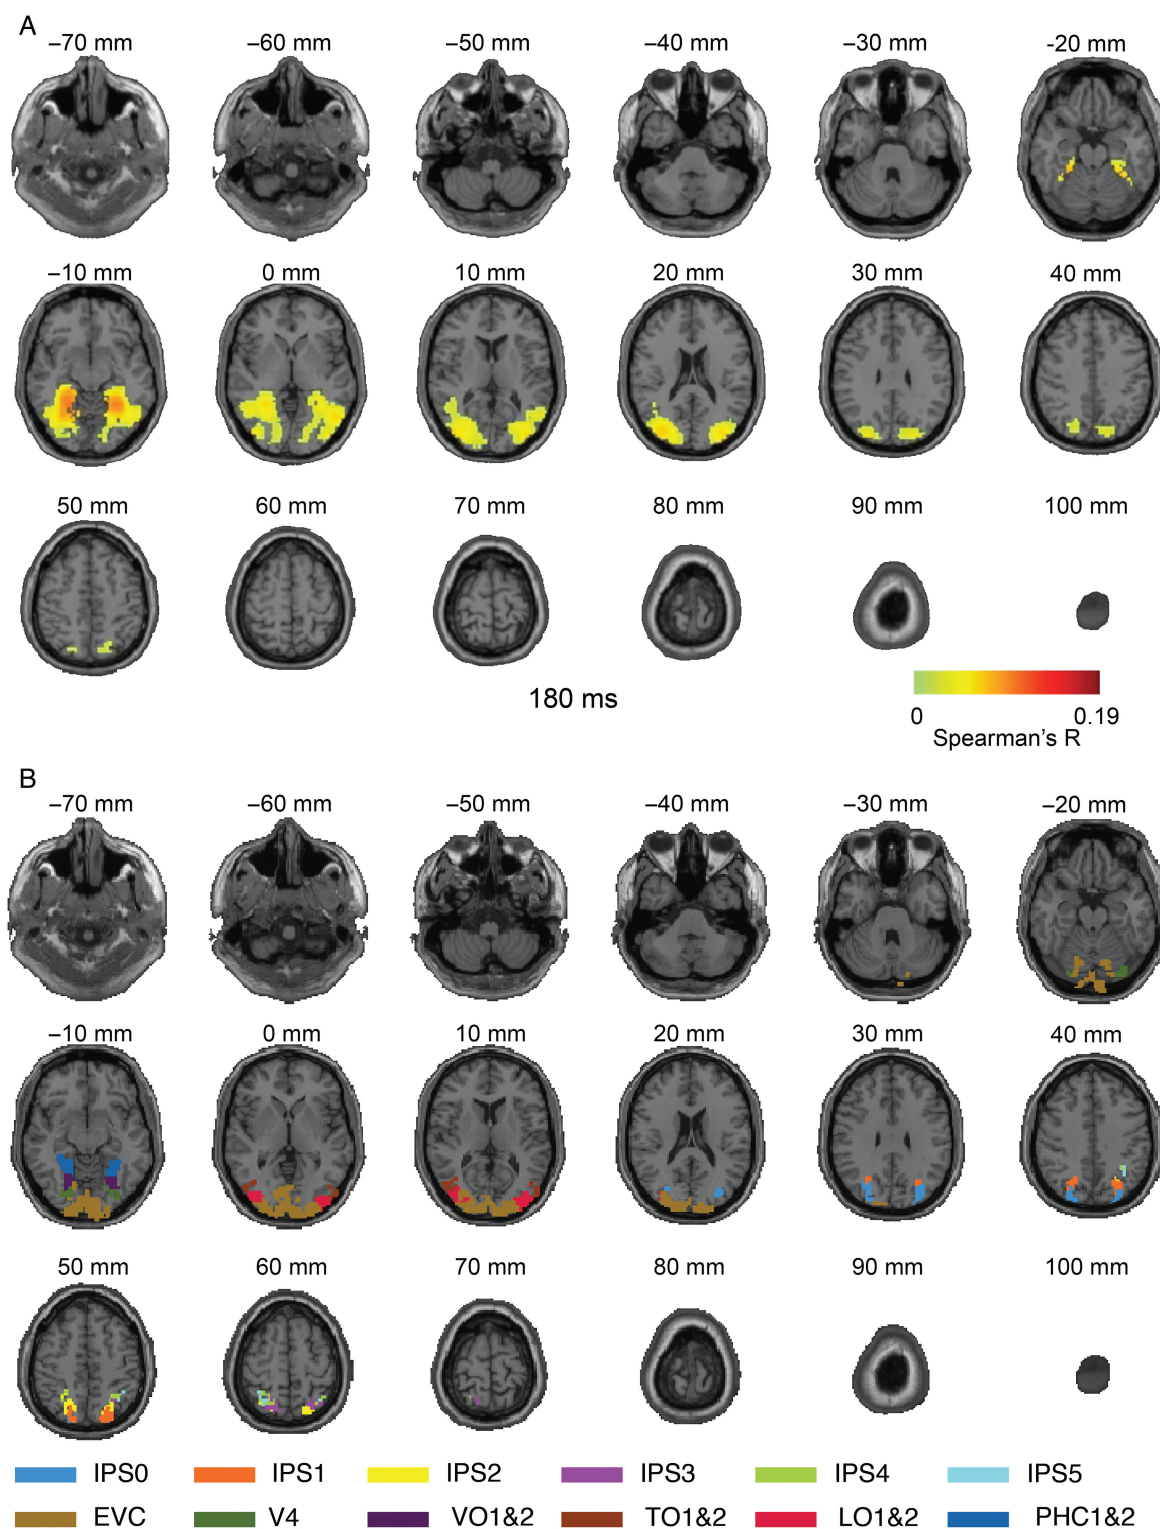 A
–70 mm –60 mm –50 mm –40 mm –30 mm -20 mm
–10 mm 0 mm 10 mm 20 mm 30 mm 40 mm
50 mm 60 mm 70 mm 80 mm 90 mm 100 mm
180 ms
0 0.19
Spearman's R
B
–70 mm –60 mm –50 mm –40 mm –30 mm –20 mm
–10 mm 0 mm 10 mm 20 mm 30 mm 40 mm
50 mm 60 mm 70 mm 80 mm 90 mm 100 mm
IPS0 IPS1 IPS2 IPS3 IPS4 IPS5
EVC V4 VO1&2 TO1&2 LO1&2 PHC1&2